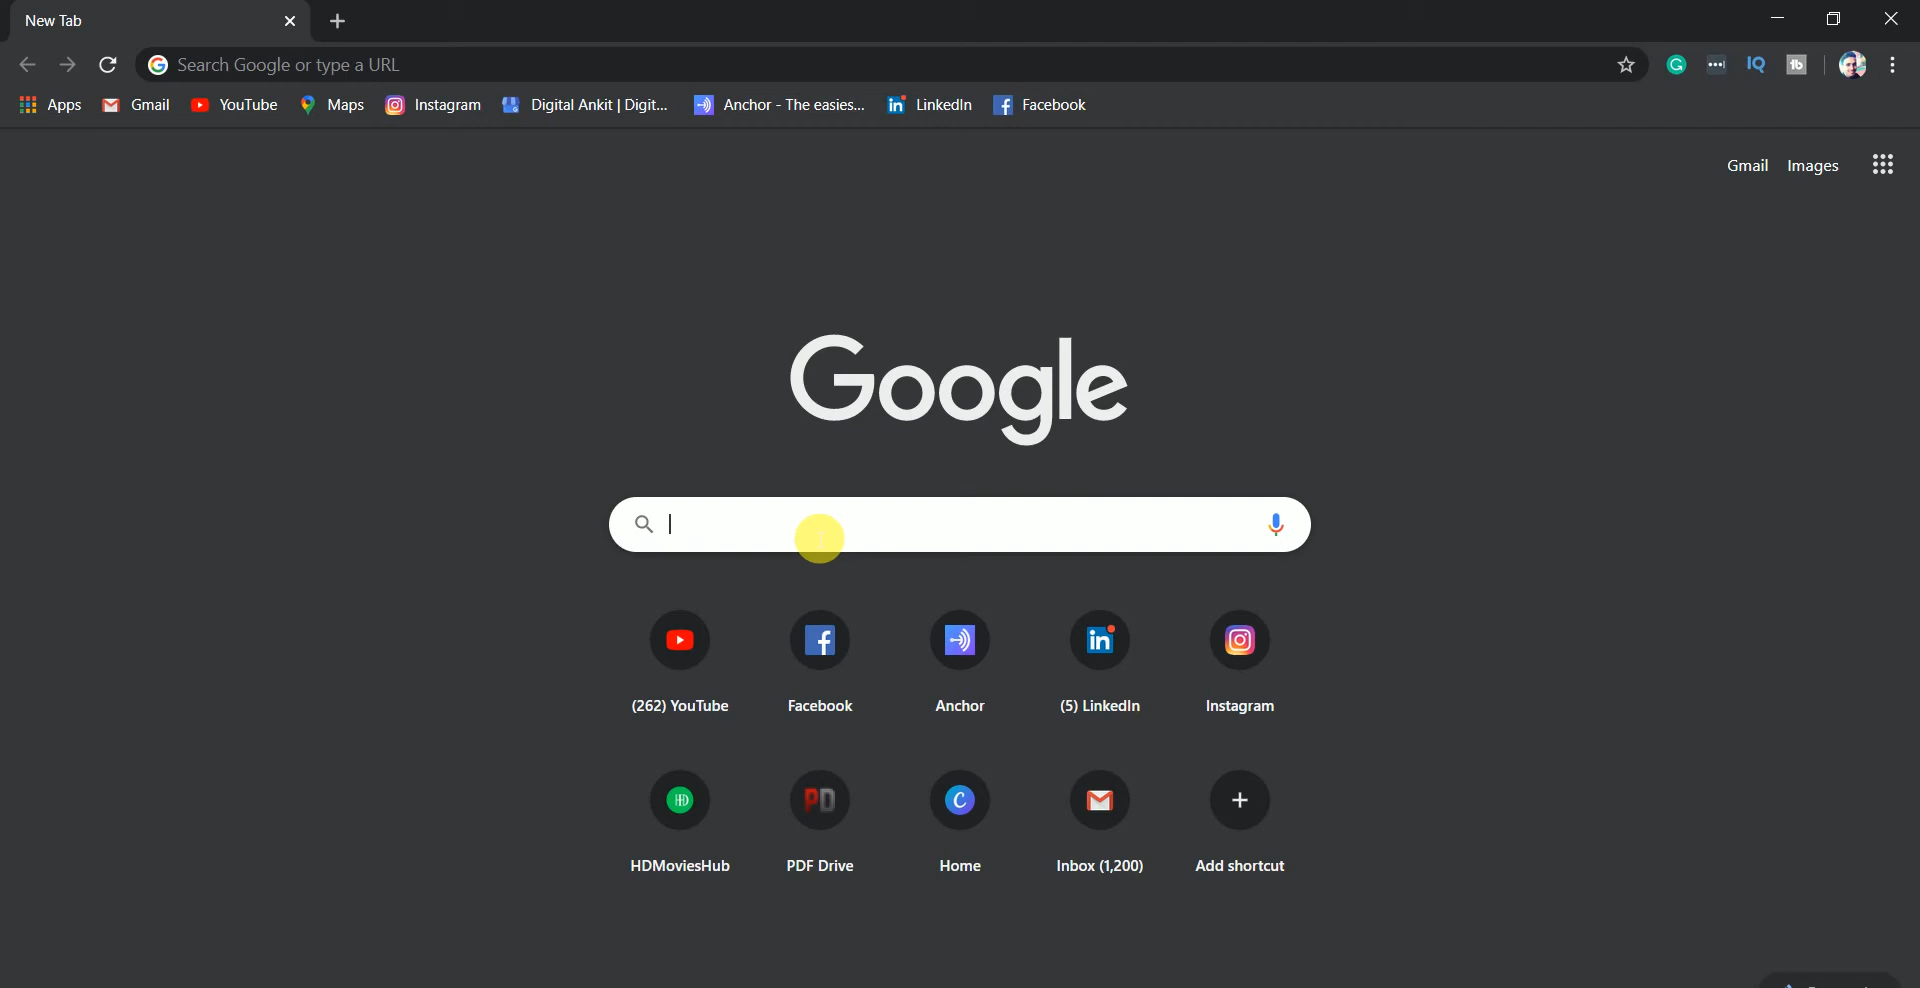 New Tab
Search Google or type a URL
Apps Gmail YouTube Maps Instagram Digital Ankit | Digit... Anchor - The easies... LinkedIn Facebook
Gmail Images
Google
(262) YouTube Facebook Anchor (5) LinkedIn Instagram
HDMoviesHub PDF Drive Home Inbox (1,200) Add shortcut